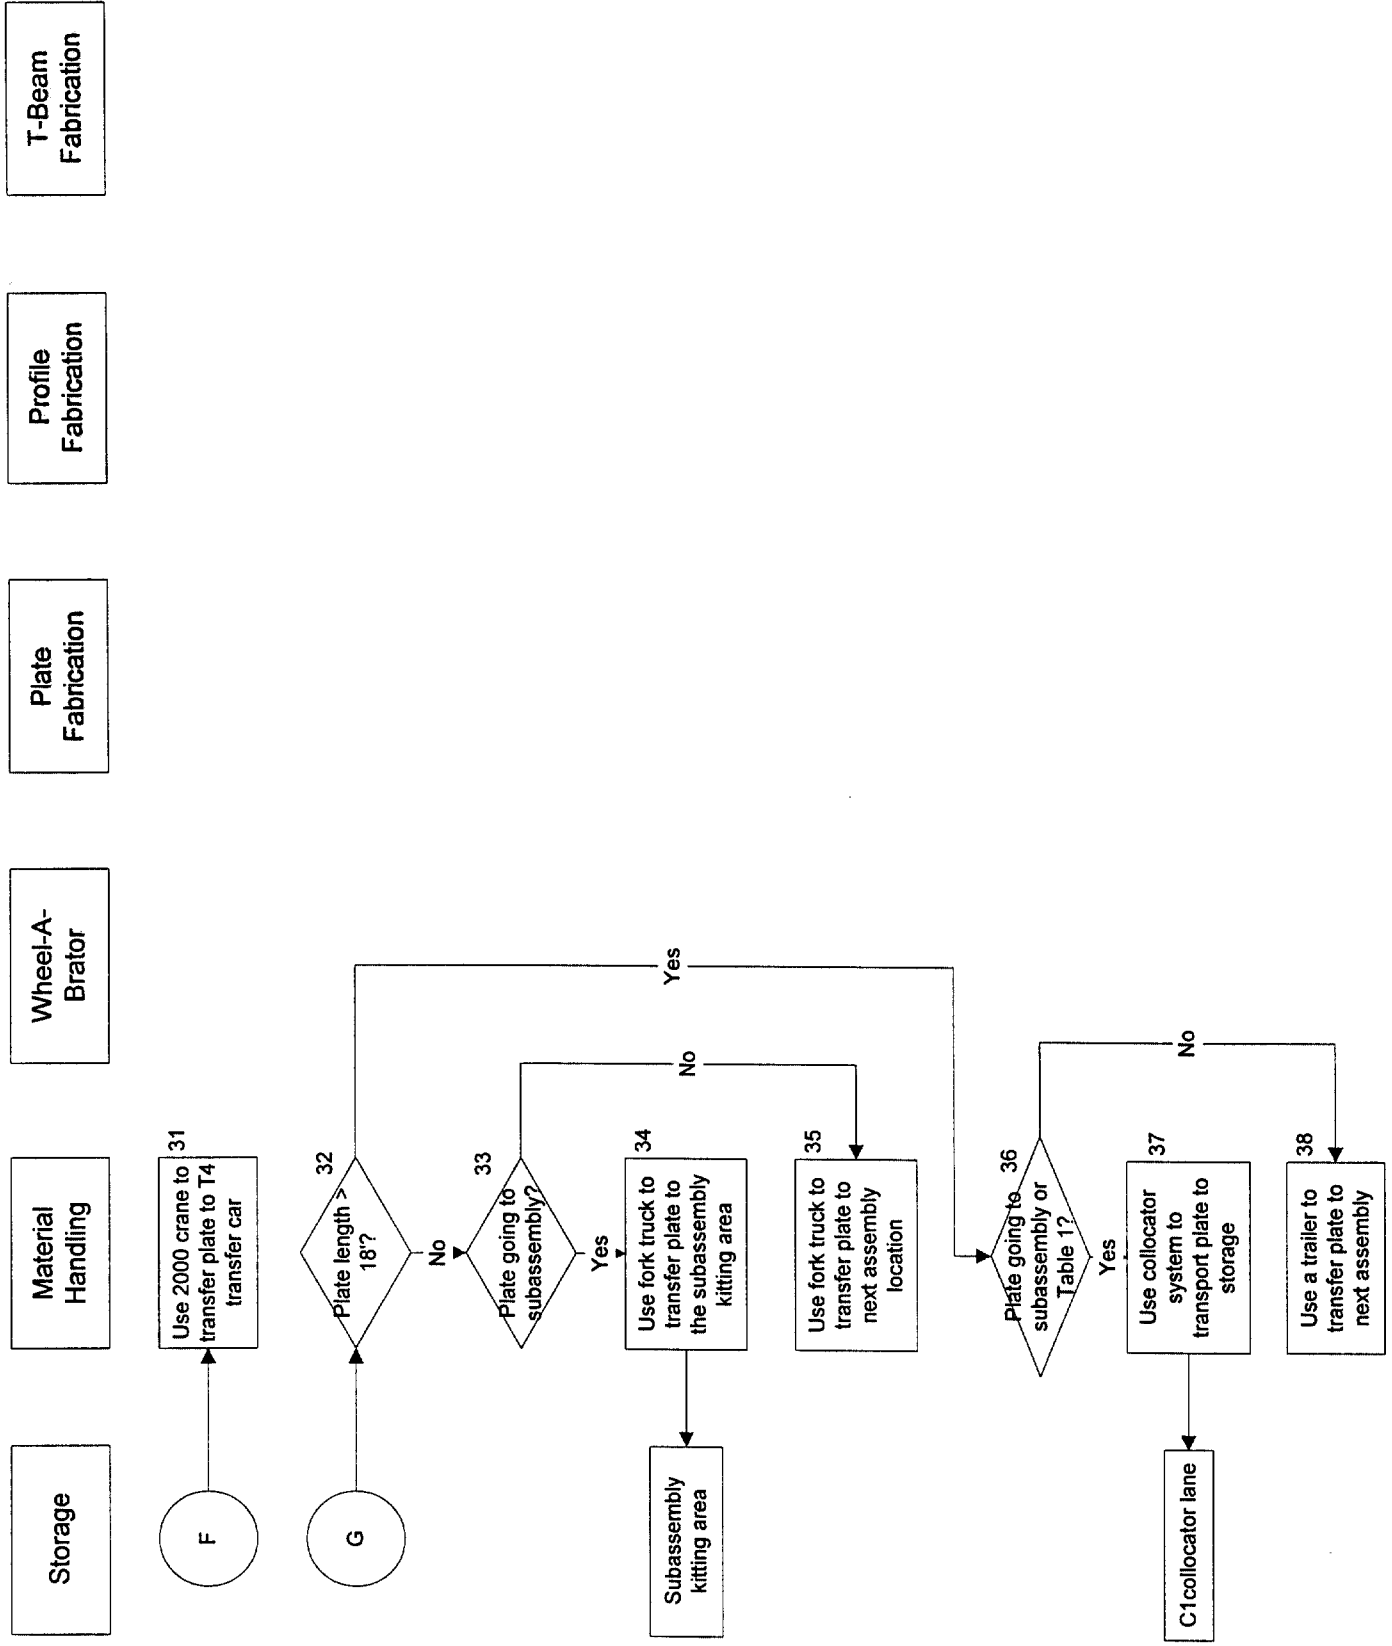 Storage
Material
Handling
Wheel-A-
Brator
Plate
Fabrication
Profile
Fabrication
T-Beam
Fabrication
F
31
Use 2000 crane to
transfer plate to T4
transfer car
G
32
Plate length >
18'?
Yes
No
33
Plate going to
subassembly?
No
Yes
34
Use fork truck to
transfer plate to
the subassembly
kitting area
Subassembly
kitting area
35
Use fork truck to
transfer plate to
next assembly
location
36
Plate going to
subassembly or
Table 1?
No
Yes
37
Use collocator
system to
transport plate to
storage
C1collocator lane
38
Use a trailer to
transfer plate to
next assembly